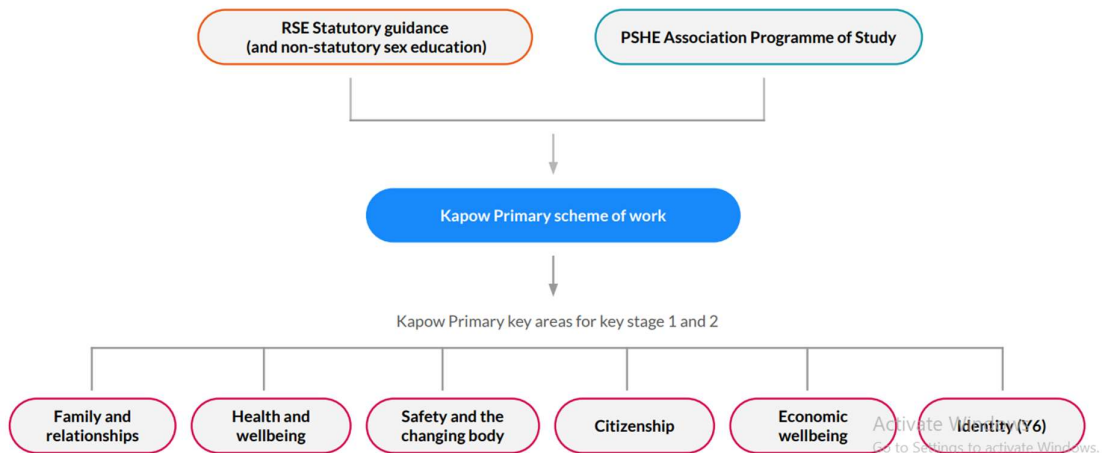 RSE Statutory guidance
(and non-statutory sex education)
PSHE Association Programme of Study
Kapow Primary scheme of work
Kapow Primary key areas for key stage 1 and 2
Family and
relationships
Health and
wellbeing
Safety and the
changing body
Citizenship
Economic
wellbeing
Identity (Y6)
Activate Windows
Go to Settings to activate Windows.